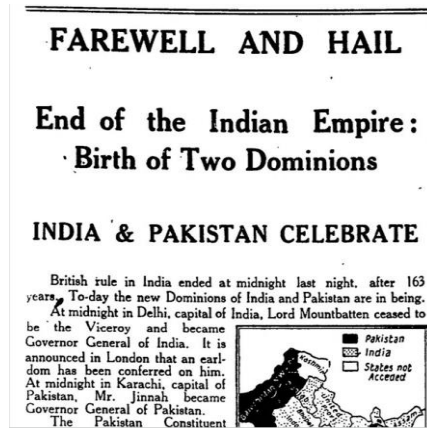 FAREWELL AND HAIL
End of the Indian Empire:
Birth of Two Dominions
INDIA & PAKISTAN CELEBRATE
British rule in India ended at midnight last night, after 163
years. To-day the new Dominions of India and Pakistan are in being.
At midnight in Delhi, capital of India, Lord Mountbatten ceased to
be the Viceroy and became
Governor General of India. It is
announced in London that an earl-
dom has been conferred on him.
At midnight in Karachi, capital of
Pakistan, Mr. Jinnah became
Governor General of Pakistan.
The Pakistan Constituent
Pakistan
India
States not
Acceded
Kashmir